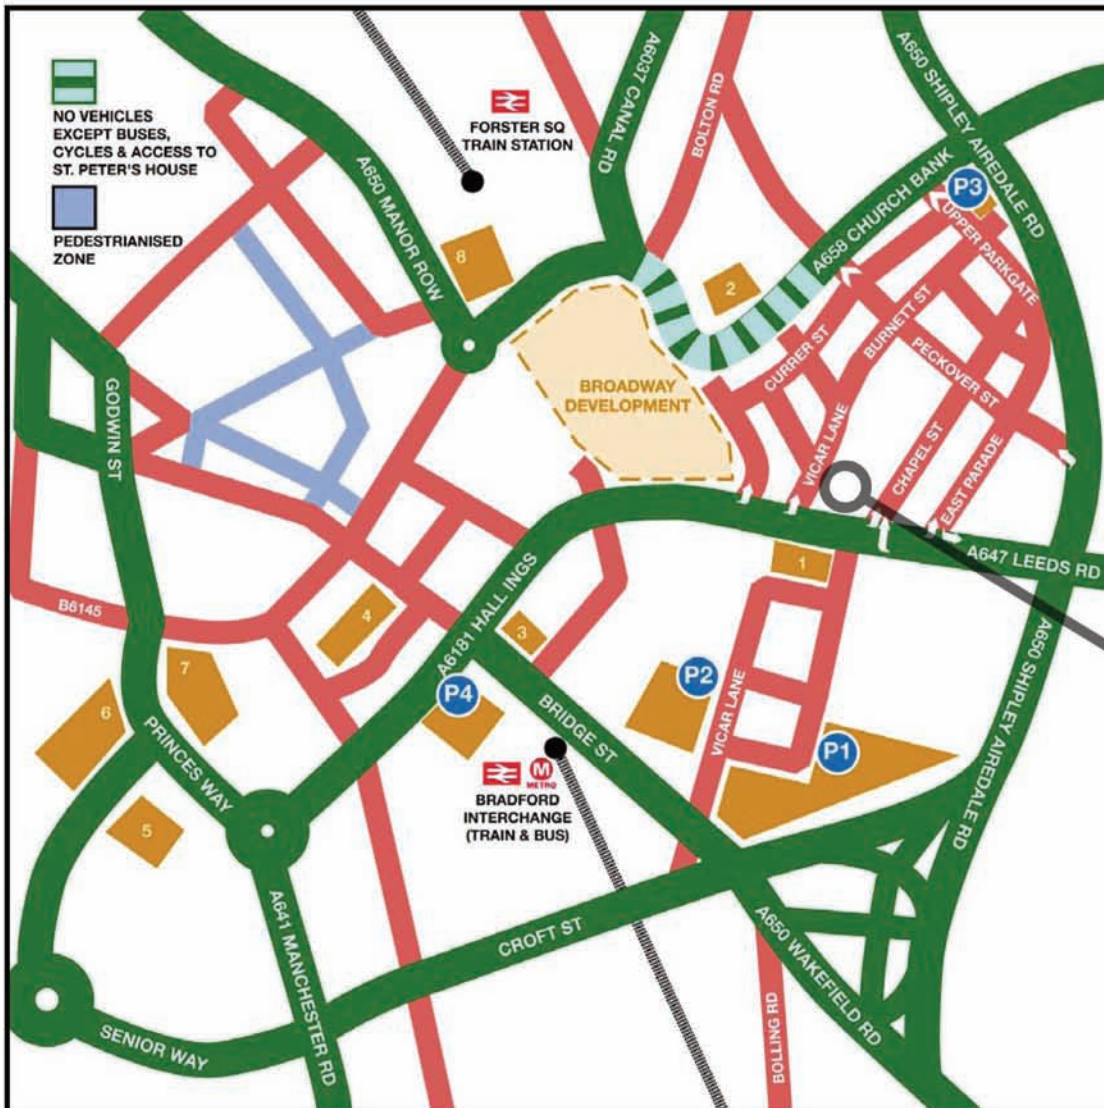 NO VEHICLES
EXCEPT BUSES,
CYCLES & ACCESS TO
ST. PETER'S HOUSE
PEDESTRIANISED
ZONE
FORSTER SQ
TRAIN STATION
A650 MANOR ROW
A6037 CANAL RD
BOLTON RD
A650 SHIPLEY AIREDALE RD
A658 CHURCH BANK
P3
UPPER PARKGATE
8
2
BROADWAY
DEVELOPMENT
CURRER ST
BURNETT ST
PECKOVER ST
VICAR LANE
CHAPEL ST
EAST PARADE
GODWIN ST
A647 LEEDS RD
A6181 HALL INGS
1
B6145
4
3
7
6
5
P4
P2
P1
VICAR LANE
BRIDGE ST
A650 SHIPLEY AIREDALE RD
PRINCES WAY
M
METRO
BRADFORD
INTERCHANGE
(TRAIN & BUS)
A641 MANCHESTER RD
CROFT ST
A650 WAKEFIELD RD
BOLLING RD
SENIOR WAY